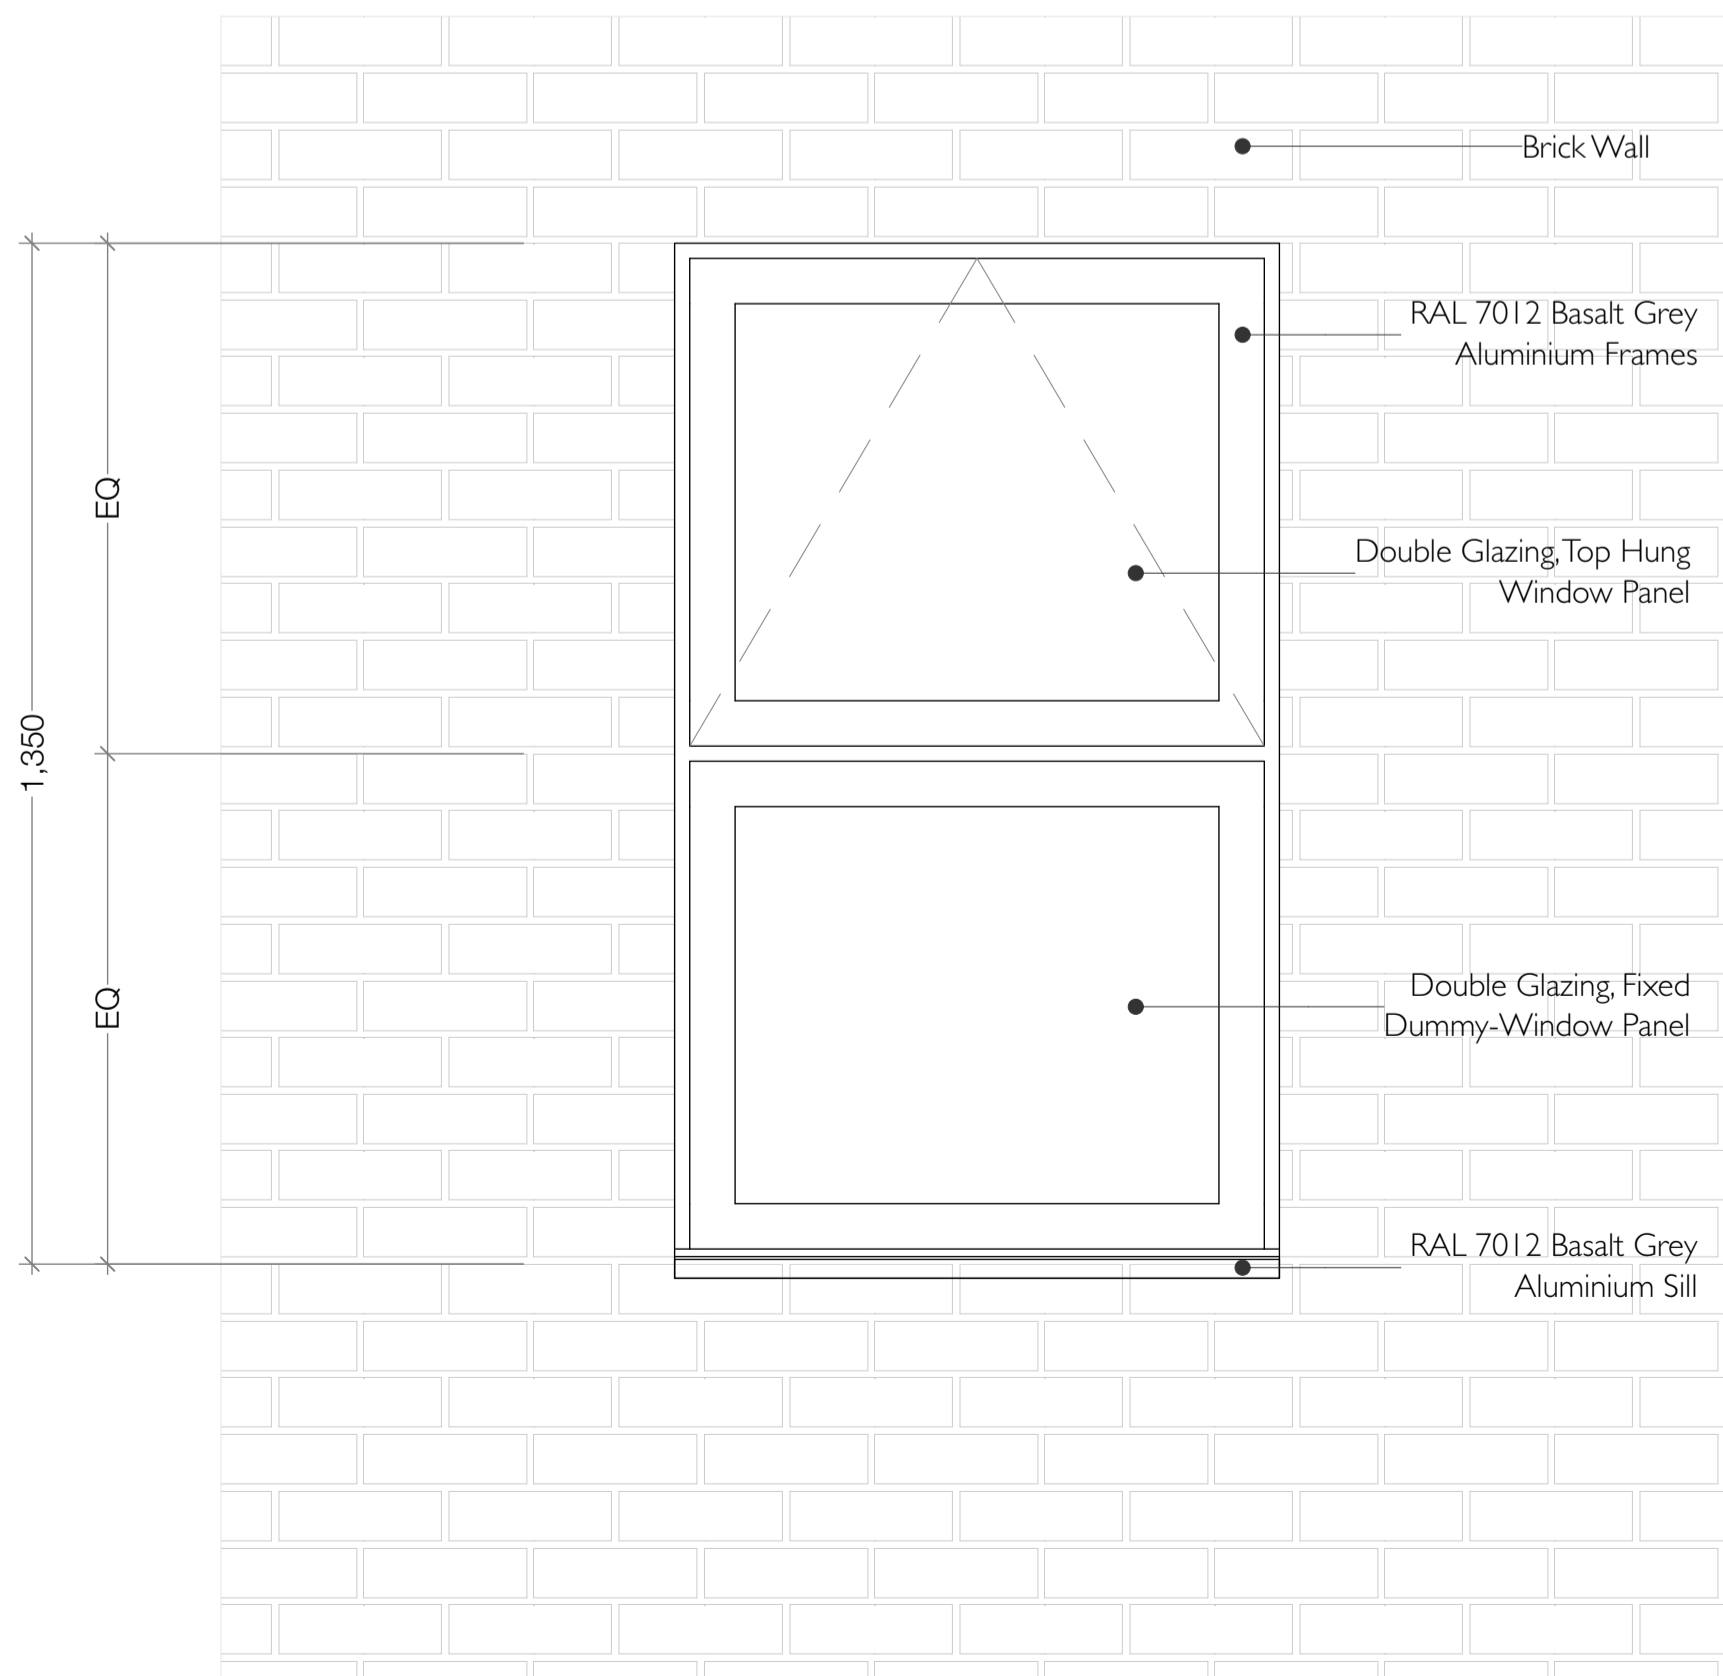 Brick Wall
RAL 7012 Basalt Grey
Aluminium Frames
EQ
Double Glazing, Top Hung
Window Panel
1,350
Double Glazing, Fixed
Dummy-Window Panel
EQ
RAL 7012 Basalt Grey
Aluminium Sill